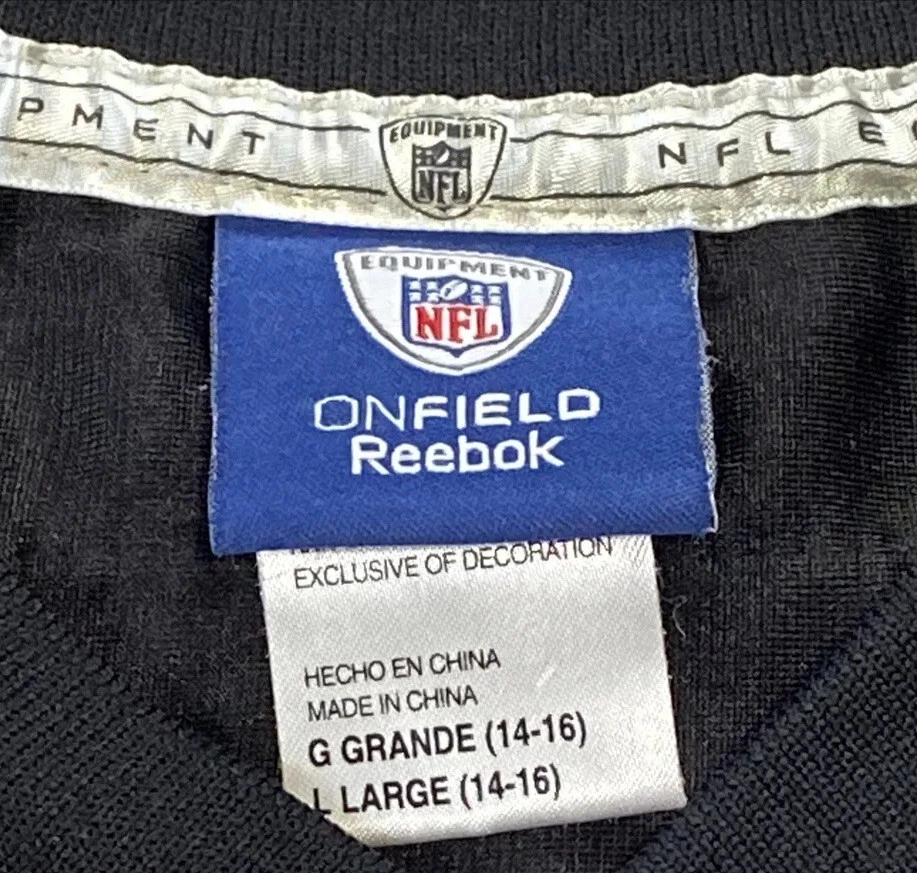 PMENT
EQUIPMENT
NFL
NFL E
EQUIPMENT
NFL
ONFIELD
Reebok
EXCLUSIVE OF DECORATION
HECHO EN CHINA
MADE IN CHINA
G GRANDE (14-16)
L LARGE (14-16)